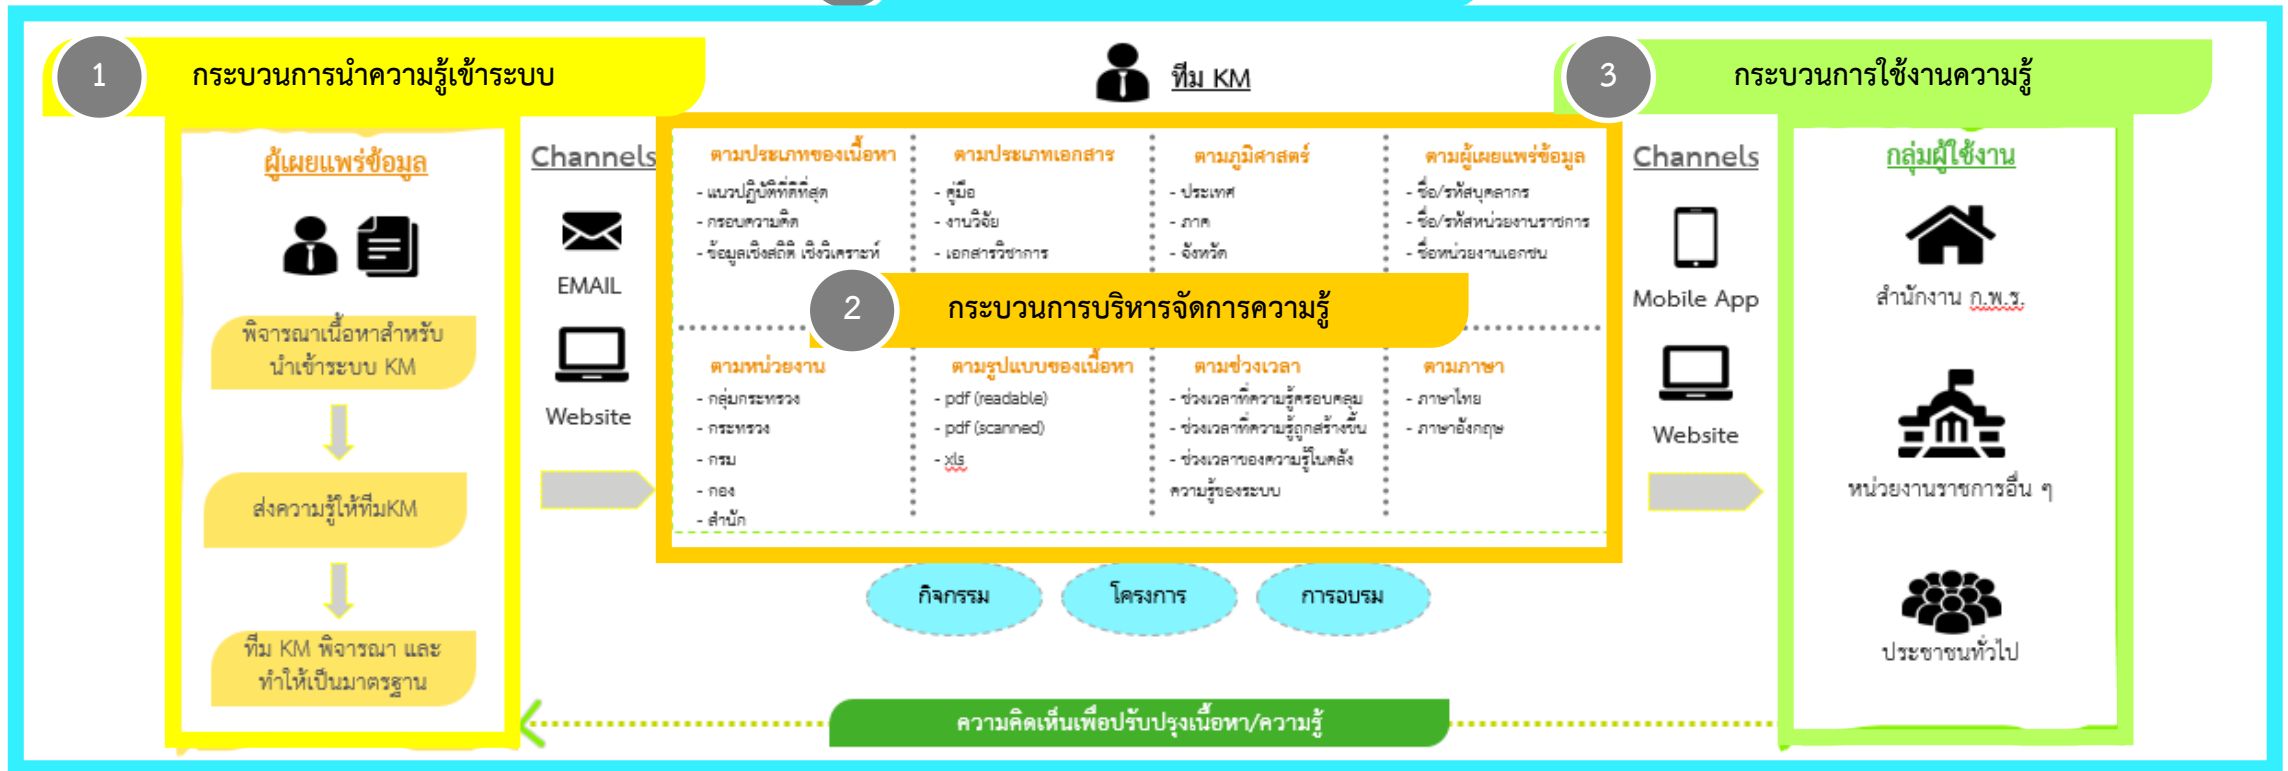 1
กระบวนการนำความรู้เข้าระบบ
ทีม KM
3
กระบวนการใช้งานความรู้
ผู้เผยแพร่ข้อมูล
พิจารณาเนื้อหาสำหรับ
นำเข้าระบบ KM
ส่งความรู้ให้ทีมKM
ทีม KM พิจารณา และ
ทำให้เป็นมาตรฐาน
Channels
EMAIL
Website
ตามประเภทของเนื้อหา
- แนวปฏิบัติที่ดีที่สุด
- กรอบความคิด
- ข้อมูลเชิงสถิติ เชิงวิเคราะห์
ตามประเภทเอกสาร
- คู่มือ
- งานวิจัย
- เอกสารวิชาการ
ตามภูมิศาสตร์
- ประเทศ
- ภาค
- จังหวัด
ตามผู้เผยแพร่ข้อมูล
- ชื่อ/รหัสบุคลากร
- ชื่อ/รหัสหน่วยงานราชการ
- ชื่อหน่วยงานเอกชน
2
กระบวนการบริหารจัดการความรู้
ตามหน่วยงาน
- กลุ่มกระทรวง
- กระทรวง
- กรม
- กอง
- สำนัก
ตามรูปแบบของเนื้อหา
- pdf (readable)
- pdf (scanned)
- xls
ตามช่วงเวลา
- ช่วงเวลาที่ความรู้ครอบคลุม
- ช่วงเวลาที่ความรู้ถูกสร้างขึ้น
- ช่วงเวลาของความรู้ในคลัง
ความรู้ของระบบ
ตามภาษา
- ภาษาไทย
- ภาษาอังกฤษ
กิจกรรม
โครงการ
การอบรม
Channels
Mobile App
Website
กลุ่มผู้ใช้งาน
สำนักงาน ก.พ.ร.
หน่วยงานราชการอื่น ๆ
ประชาชนทั่วไป
ความคิดเห็นเพื่อปรับปรุงเนื้อหา/ความรู้